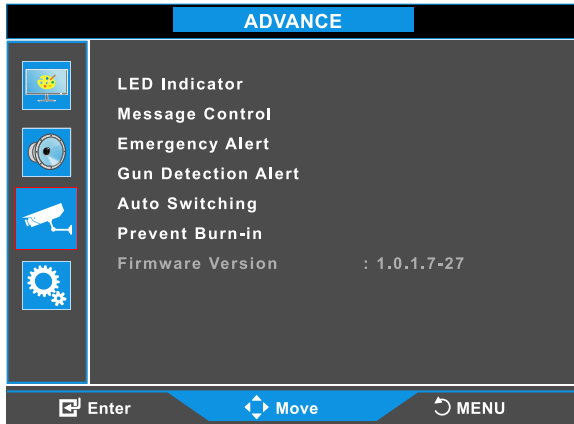 ADVANCE
LED Indicator
Message Control
Emergency Alert
Gun Detection Alert
Auto Switching
Prevent Burn-in
Firmware Version : 1.0.1.7-27
Enter Move MENU